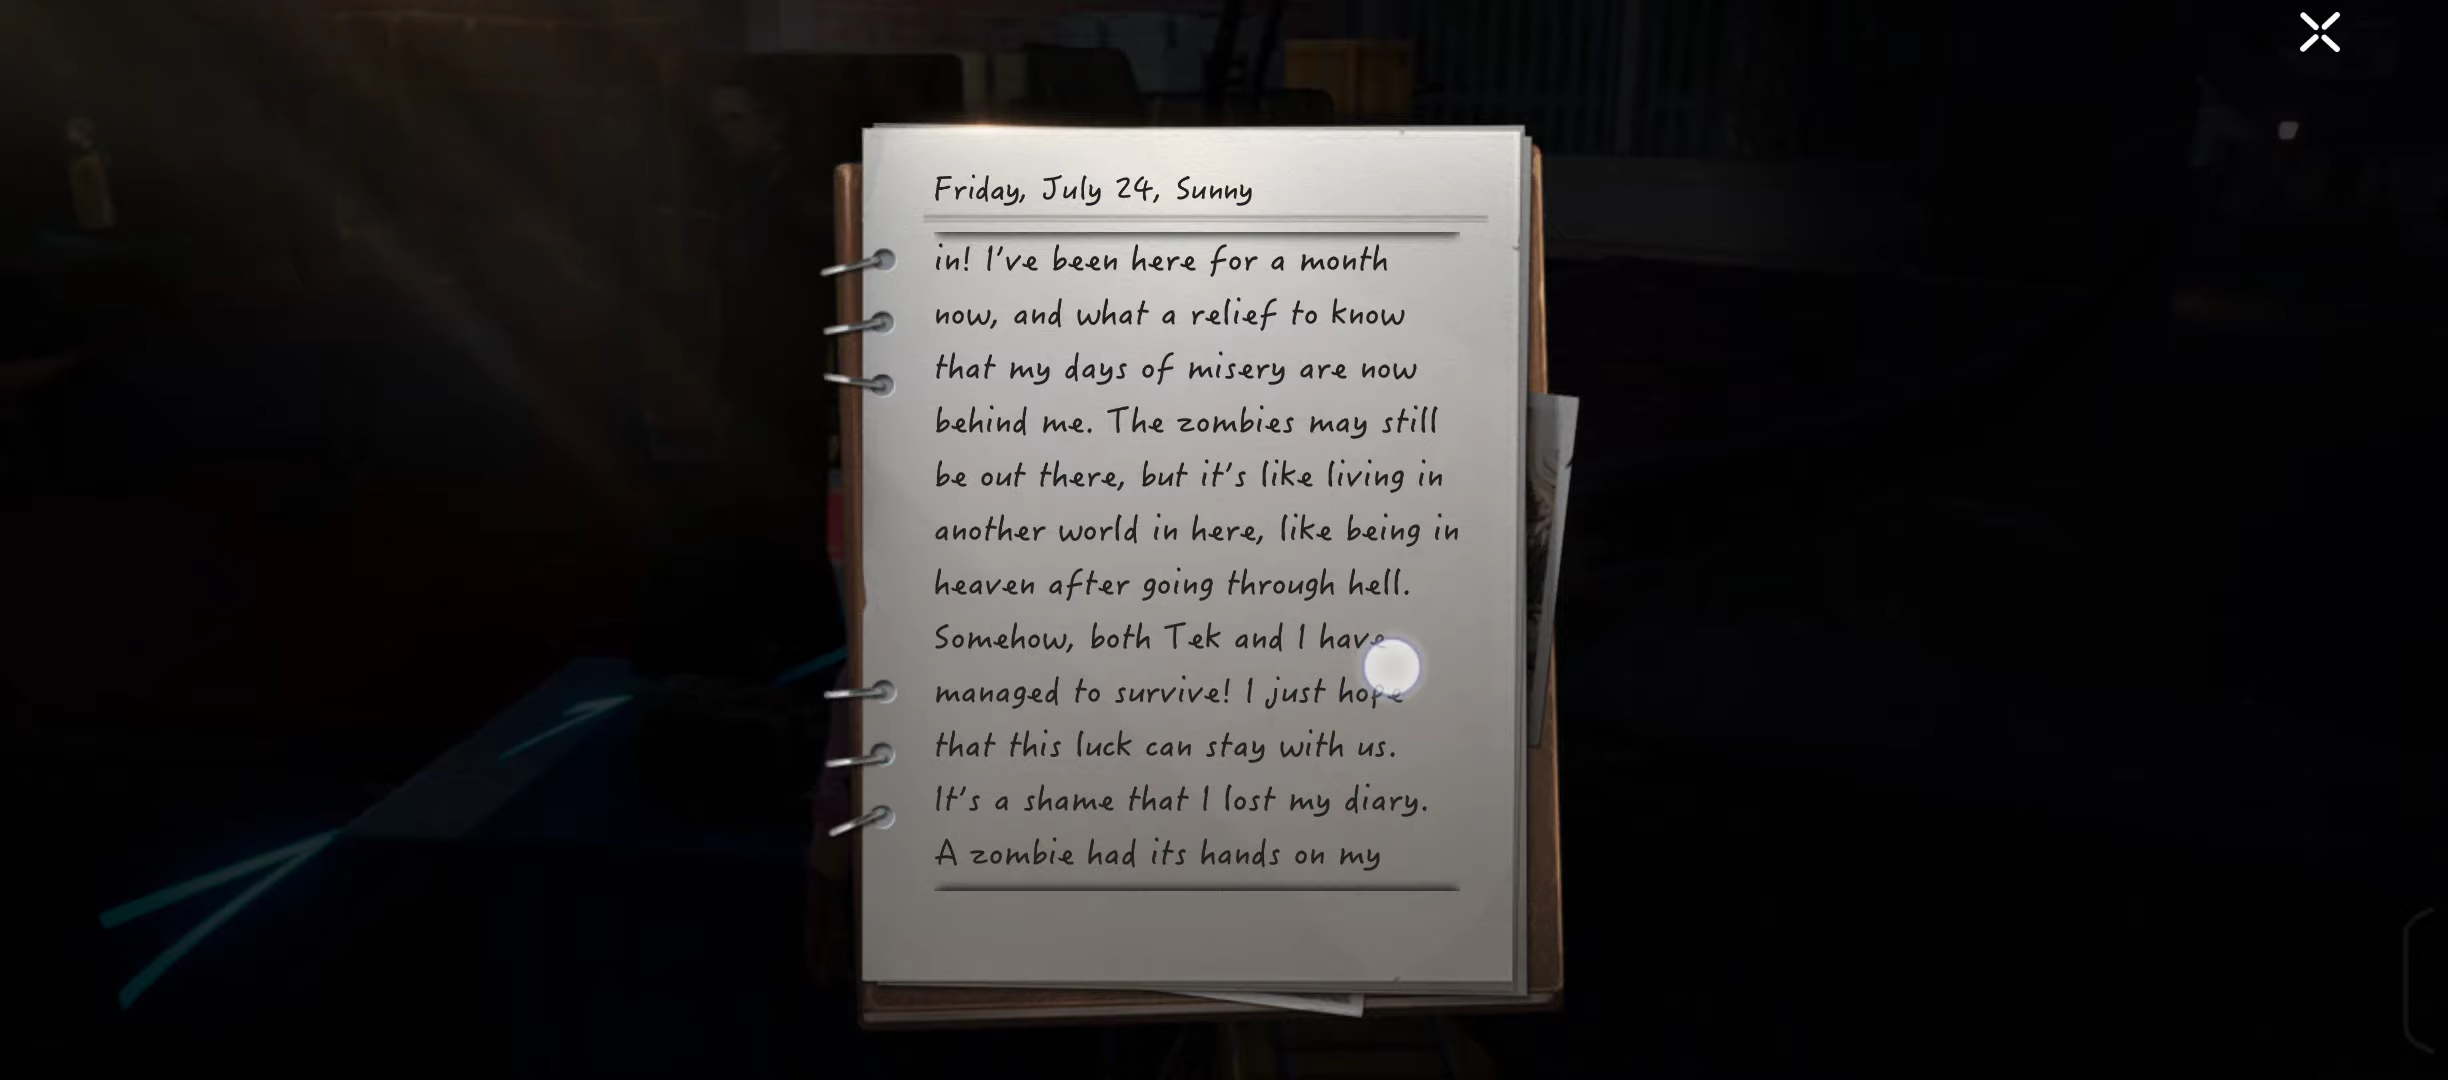 Friday, July 24, Sunny
in! I've been here for a month
now, and what a relief to know
that my days of misery are now
behind me. The zombies may still
be out there, but it's like living in
another world in here, like being in
heaven after going through hell.
Somehow, both Tek and I have
managed to survive! I just hope
that this luck can stay with us.
It's a shame that I lost my diary.
A zombie had its hands on my